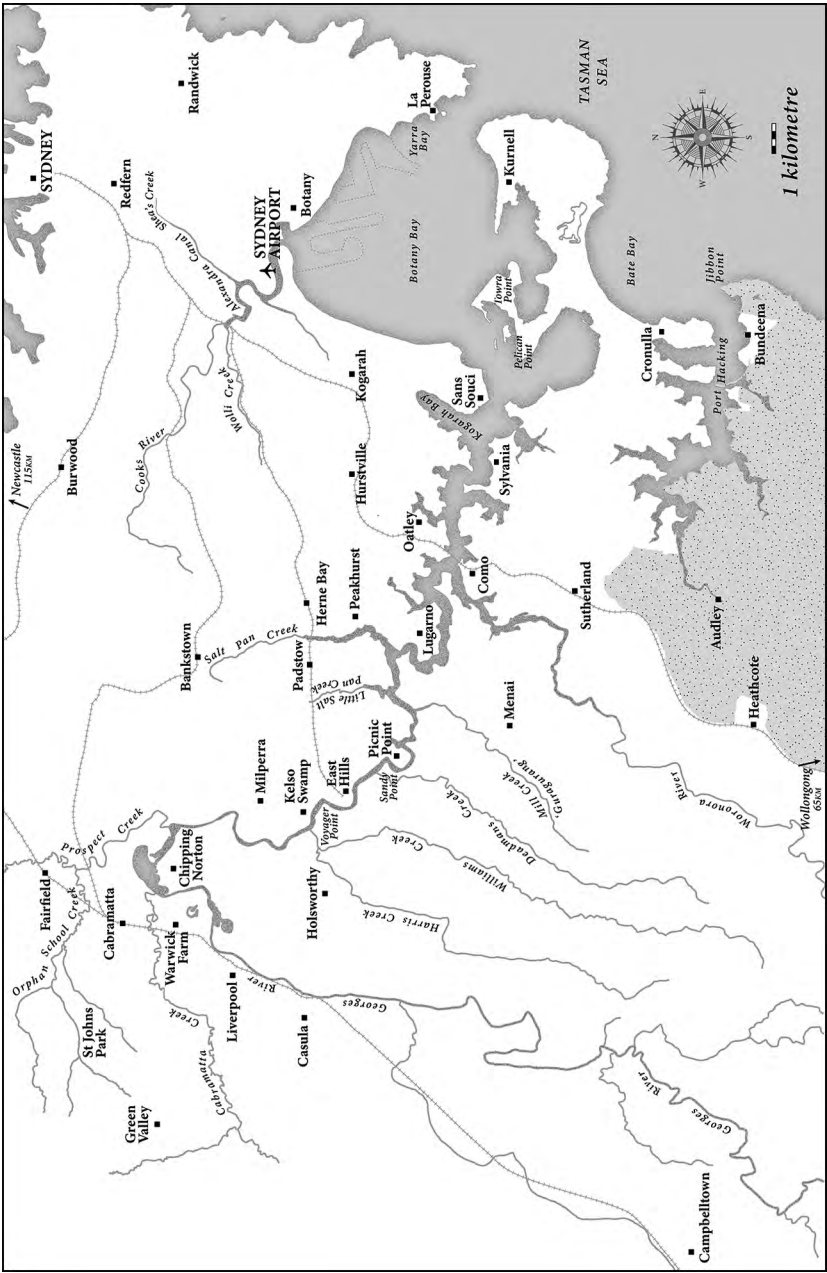 Newcastle
115KM
SYDNEY
Randwick
Redfern
Shea's Creek
Alexandra Canal
SYDNEY
AIRPORT
Botany
La
Perouse
Yarra
Bay
TASMAN
SEA
N
E
S
W
1 kilometre
Botany Bay
Kurnell
Towra
Point
Pelican
Point
Bate Bay
Jibbon
Point
Cronulla
Port Hacking
Bundeena
Burwood
Cooks River
Wolli Creek
Kogarah
Hurstville
Sans
Souci
Kogarah Bay
Sylvania
Oatley
Como
Sutherland
Audley
Heathcote
Wollongong
65KM
Woronora
River
Bankstown
Salt Pan Creek
Herne Bay
Peakhurst
Lugarno
Padstow
Little Salt
Pan Creek
Picnic
Point
Sandy
Point
Menai
Mill Creek
'Guragurang'
Deadmans
Creek
Williams
Creek
Harris Creek
Milperra
Kelso
Swamp
East
Hills
Voyager
Point
Holsworthy
Prospect Creek
Fairfield
Orphan School Creek
Cabramatta
Chipping
Norton
Warwick
Farm
St Johns
Park
Green
Valley
Cabramatta
Creek
Liverpool
Casula
Georges
River
Georges
River
Campbelltown